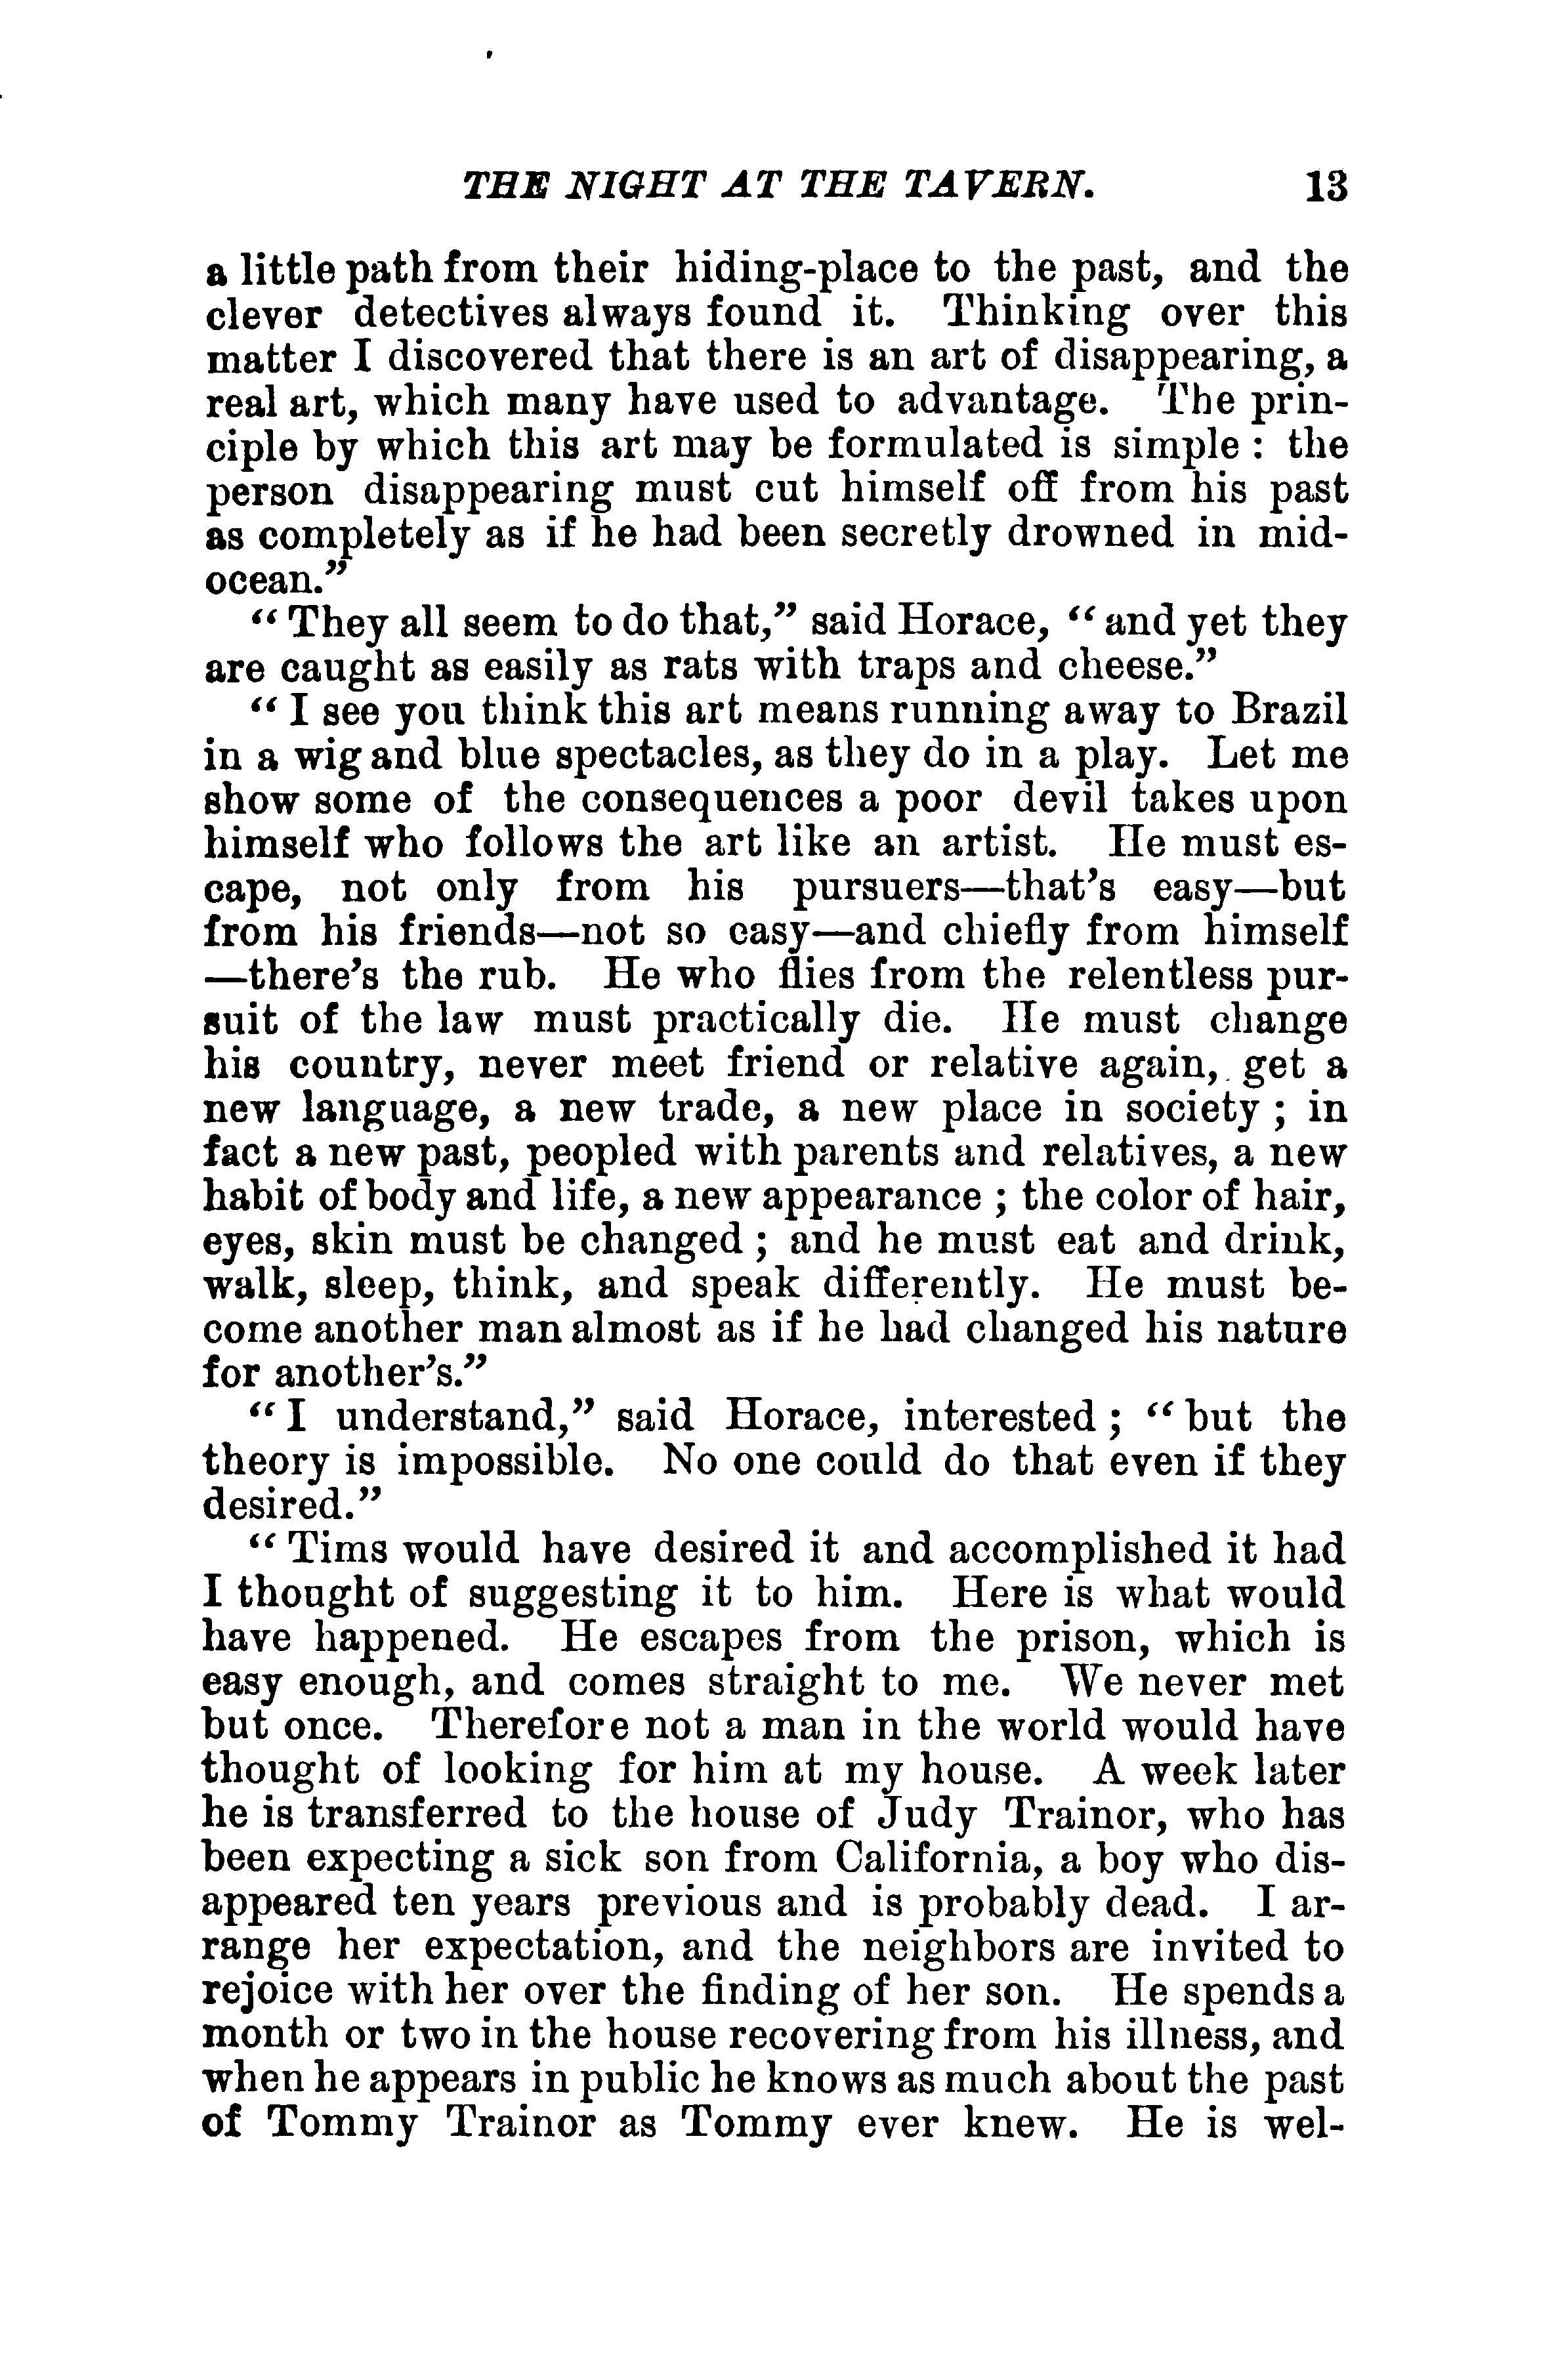 THE NIGHT AT THE TAVERN. 13
a little path from their hiding-place to the past, and the
clever detectives always found it. Thinking over this
matter I discovered that there is an art of disappearing, a
real art, which many have used to advantage. The prin-
ciple by which this art may be formulated is simple : the
person disappearing must cut himself off from his past
as completely as if he had been secretly drowned in mid-
ocean.”
“ They all seem to do that,” said Horace, “ and yet they
are caught as easily as rats with traps and cheese.”
“ I see you think this art means running away to Brazil
in a wig and blue spectacles, as they do in a play. Let me
show some of the consequences a poor devil takes upon
himself who follows the art like an artist. He must es-
cape, not only from his pursuers—that’s easy—but
from his friends—not so easy—and chiefly from himself
—there’s the rub. He who flies from the relentless pur-
suit of the law must practically die. He must change
his country, never meet friend or relative again, get a
new language, a new trade, a new place in society ; in
fact a new past, peopled with parents and relatives, a new
habit of body and life, a new appearance ; the color of hair,
eyes, skin must be changed ; and he must eat and drink,
walk, sleep, think, and speak differently. He must be-
come another man almost as if he had changed his nature
for another’s.”
“ I understand,” said Horace, interested ; “ but the
theory is impossible. No one could do that even if they
desired.”
“ Tims would have desired it and accomplished it had
I thought of suggesting it to him. Here is what would
have happened. He escapes from the prison, which is
easy enough, and comes straight to me. We never met
but once. Therefore not a man in the world would have
thought of looking for him at my house. A week later
he is transferred to the house of Judy Trainor, who has
been expecting a sick son from California, a boy who dis-
appeared ten years previous and is probably dead. I ar-
range her expectation, and the neighbors are invited to
rejoice with her over the finding of her son. He spends a
month or two in the house recovering from his illness, and
when he appears in public he knows as much about the past
of Tommy Trainor as Tommy ever knew. He is wel-